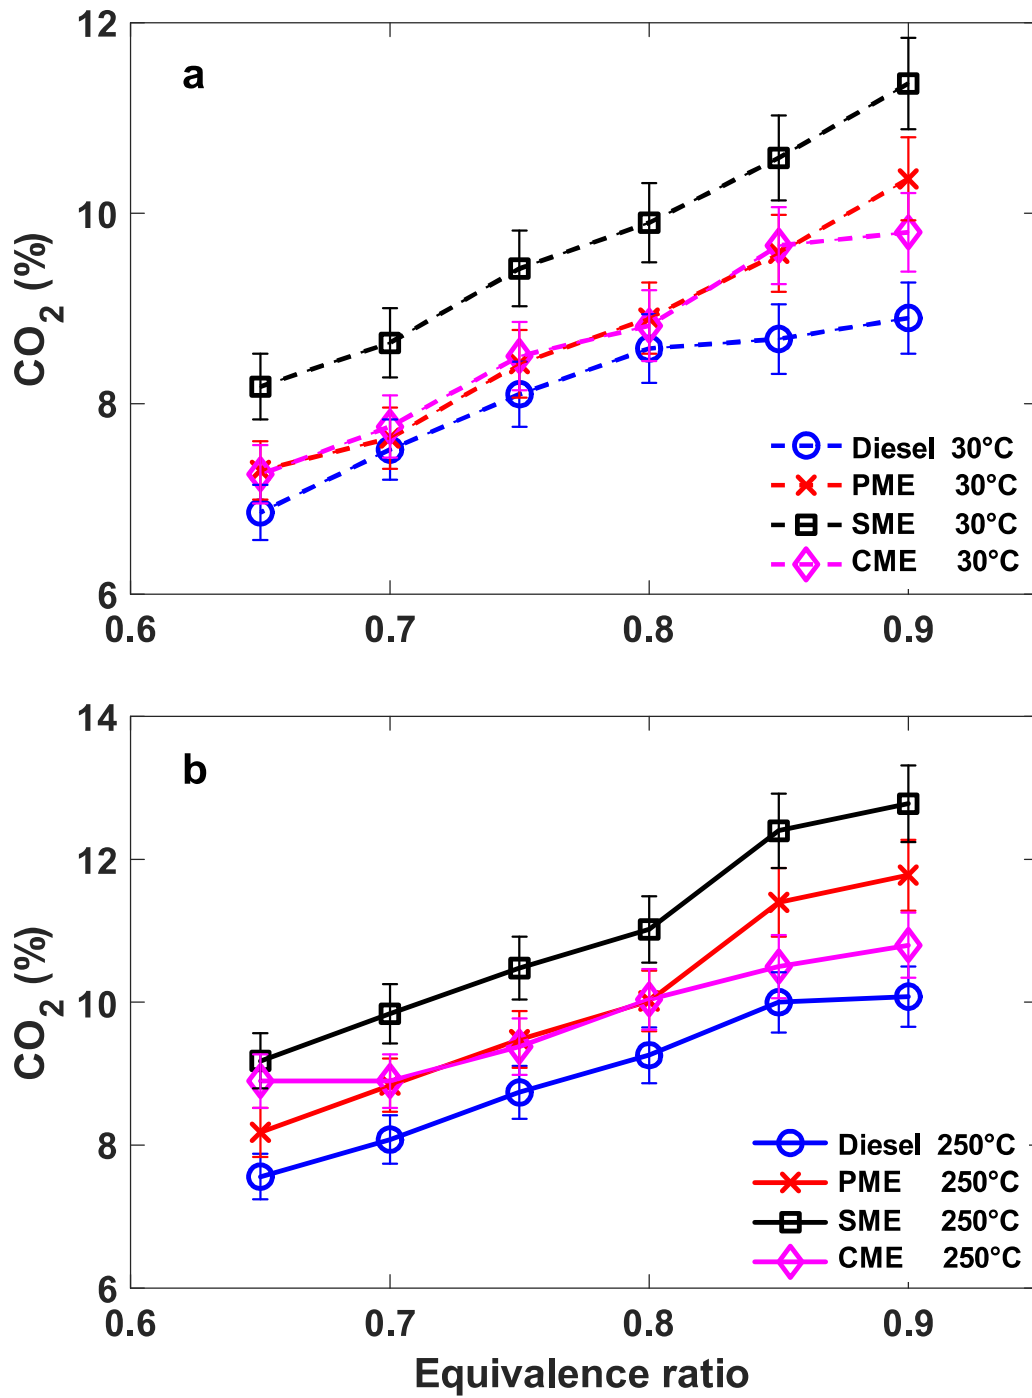 12
a
10
CO2 (%)
8
Diesel 30°C
PME 30°C
SME 30°C
CME 30°C
6
0.6 0.7 0.8 0.9
14
b
12
CO2 (%)
10
8
Diesel 250°C
PME 250°C
SME 250°C
CME 250°C
6
0.6 0.7 0.8 0.9
Equivalence ratio